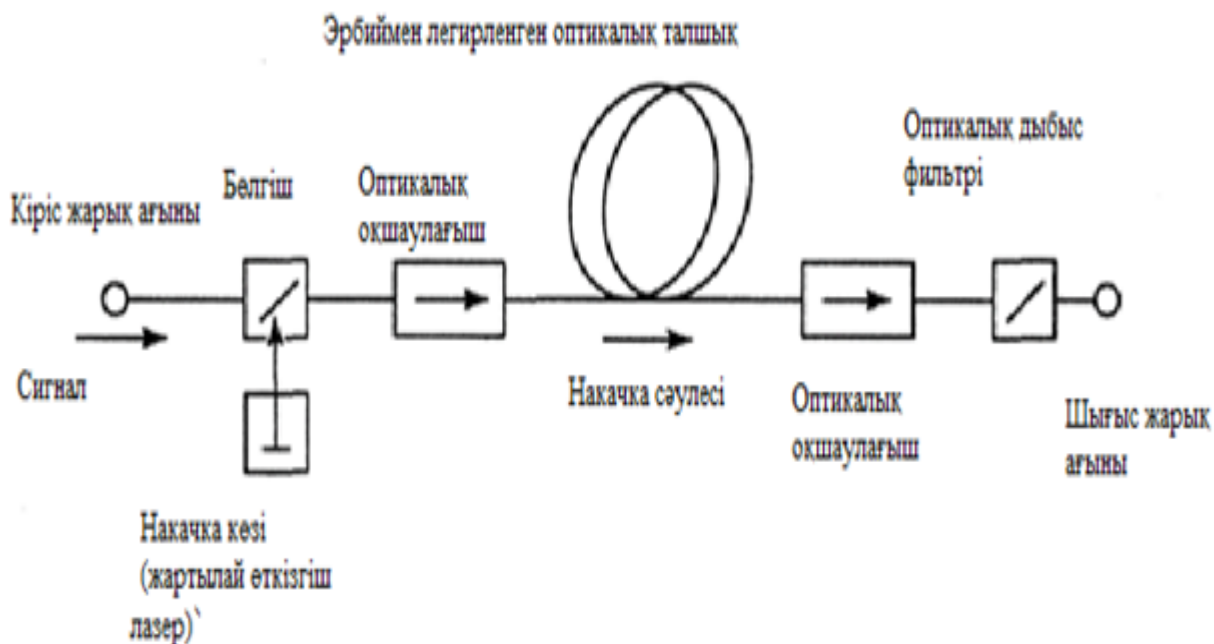 Эрбиймен легирленген оптикалық талшық
Оптикалық дыбыс
фильтрі
Бөлгіш
Оптикалық
оқшаулағыш
Кіріс жарық ағыны
Сигнал
Накачка сәулесі
Оптикалық
оқшаулағыш
Шығыс жарық
ағыны
Накачка көзі
(жартылай өткізгіш
лазер)`